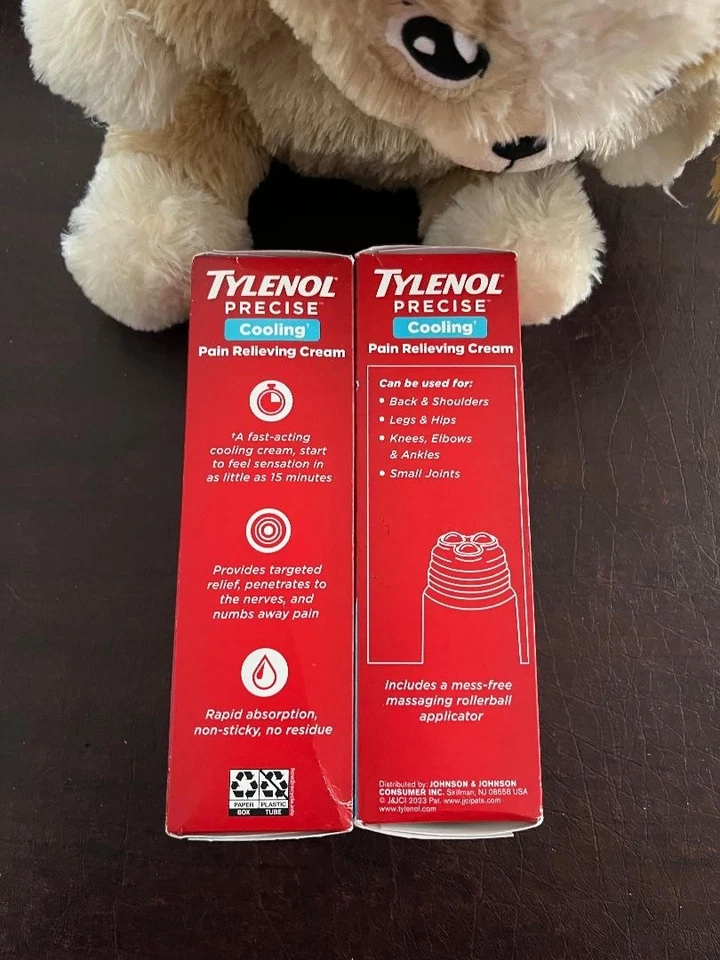 TYLENOL®
PRECISE™
Cooling†
Pain Relieving Cream
†A fast-acting
cooling cream, start
to feel sensation in
as little as 15 minutes
Provides targeted
relief, penetrates to
the nerves, and
numbs away pain
Rapid absorption,
non-sticky, no residue
PAPER
BOX
PLASTIC
TUBE
TYLENOL®
PRECISE™
Cooling†
Pain Relieving Cream
Can be used for:
• Back & Shoulders
• Legs & Hips
• Knees, Elbows
& Ankles
• Small Joints
Includes a mess-free
massaging rollerball
applicator
Distributed by: JOHNSON & JOHNSON
CONSUMER INC. Skillman, NJ 08558 USA
© J&JCI 2023 Pat. www.jcipats.com
www.tylenol.com